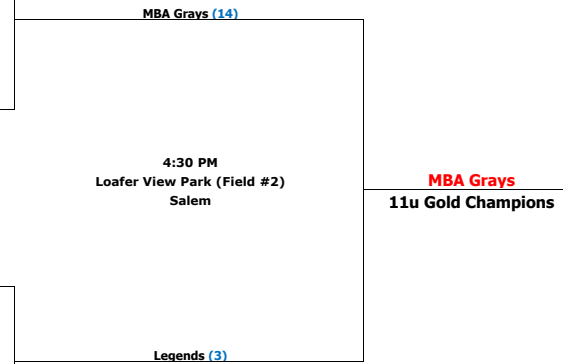 MBA Grays (14)
4:30 PM
Loafer View Park (Field #2)
Salem
MBA Grays
11u Gold Champions
Legends (3)